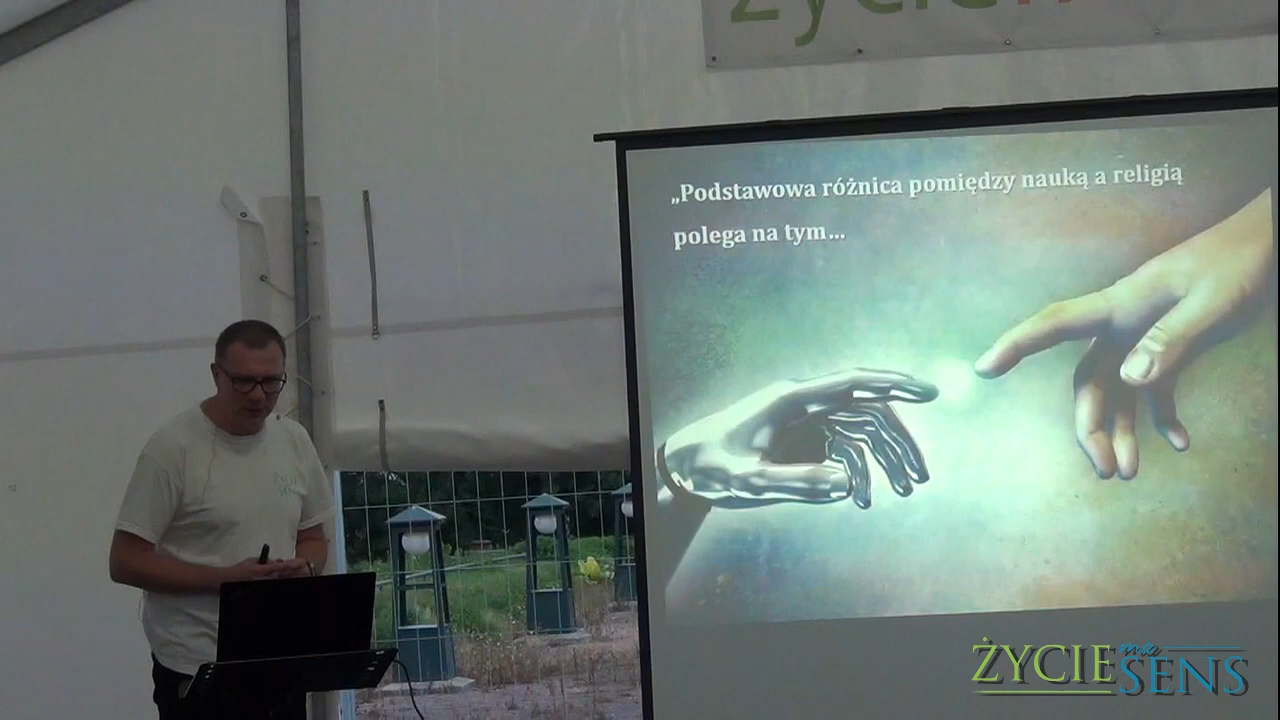 „Podstawowa różnica pomiędzy nauką a religią
polega na tym...
ŻYCIE ma SENS